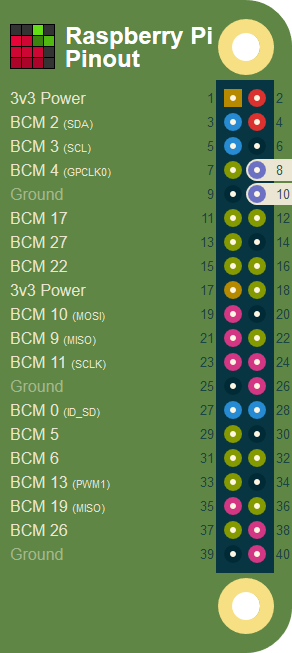 Raspberry Pi
Pinout
3v3 Power 1 2
BCM 2 (SDA) 3 4
BCM 3 (SCL) 5 6
BCM 4 (GPCLK0) 7 8
Ground 9 10
BCM 17 11 12
BCM 27 13 14
BCM 22 15 16
3v3 Power 17 18
BCM 10 (MOSI) 19 20
BCM 9 (MISO) 21 22
BCM 11 (SCLK) 23 24
Ground 25 26
BCM 0 (ID_SD) 27 28
BCM 5 29 30
BCM 6 31 32
BCM 13 (PWM1) 33 34
BCM 19 (MISO) 35 36
BCM 26 37 38
Ground 39 40